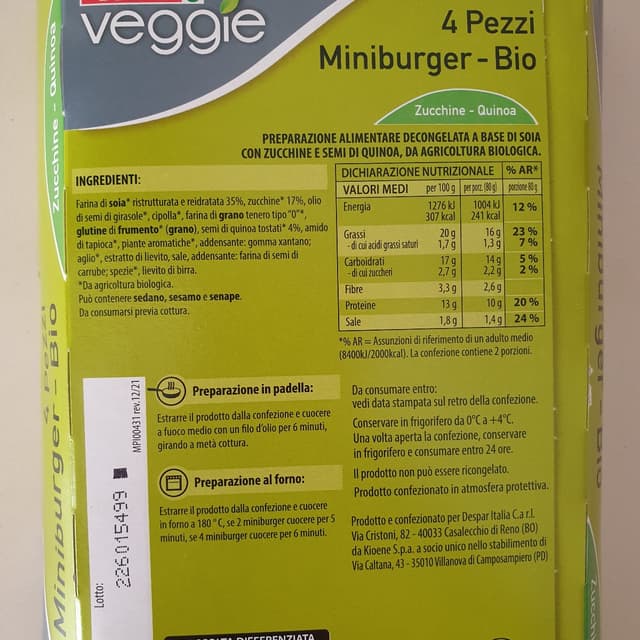 veggie
4 Pezzi
Miniburger - Bio
Zucchine - Quinoa
PREPARAZIONE ALIMENTARE DECONGELATA A BASE DI SOIA
CON ZUCCHINE E SEMI DI QUINOA, DA AGRICOLTURA BIOLOGICA.
INGREDIENTI:
Farina di soia* ristrutturata e reidratata 35%, zucchine* 17%, olio
di semi di girasole*, cipolla*, farina di grano tenero tipo "0"*,
glutine di frumento* (grano), semi di quinoa tostati* 4%, amido
di tapioca*, piante aromatiche*, addensante: gomma xantano;
aglio*, estratto di lievito, sale, addensante: farina di semi di
carrube; spezie*, lievito di birra.
*Da agricoltura biologica.
Può contenere sedano, sesamo e senape.
Da consumarsi previa cottura.
DICHIARAZIONE NUTRIZIONALE % AR*
VALORI MEDI per 100 g per porz. (80 g) porzione 80 g
Energia 1276 kJ 1004 kJ 12 %
307 kcal 241 kcal
Grassi 20 g 16 g 23 %
- di cui acidi grassi saturi 1,7 g 1,3 g 7 %
Carboidrati 17 g 14 g 5 %
- di cui zuccheri 2,7 g 2,2 g 2 %
Fibre 3,3 g 2,6 g
Proteine 13 g 10 g 20 %
Sale 1,8 g 1,4 g 24 %
*% AR = Assunzioni di riferimento di un adulto medio
(8400kJ/2000kcal). La confezione contiene 2 porzioni.
Preparazione in padella:
Estrarre il prodotto dalla confezione e cuocere
a fuoco medio con un filo d'olio per 6 minuti,
girando a metà cottura.
Preparazione al forno:
Estrarre il prodotto dalla confezione e cuocere
in forno a 180 °C, se 2 miniburger cuocere per 5
minuti, se 4 miniburger cuocere per 6 minuti.
Da consumare entro:
vedi data stampata sul retro della confezione.
Conservare in frigorifero da 0°C a +4°C.
Una volta aperta la confezione, conservare
in frigorifero e consumare entro 24 ore.
Il prodotto non può essere ricongelato.
Prodotto confezionato in atmosfera protettiva.
Prodotto e confezionato per Despar Italia C.a r.l.
Via Cristoni, 82 - 40033 Casalecchio di Reno (BO)
da Kioene S.p.a. a socio unico nello stabilimento di
Via Caltana, 43 - 35010 Villanova di Camposampiero (PD)
MPI00431 rev.12/21
Lotto:
226015499
Zucchine - Quinoa
4 Pezzi
Miniburger - Bio
DIFFERENZIATA